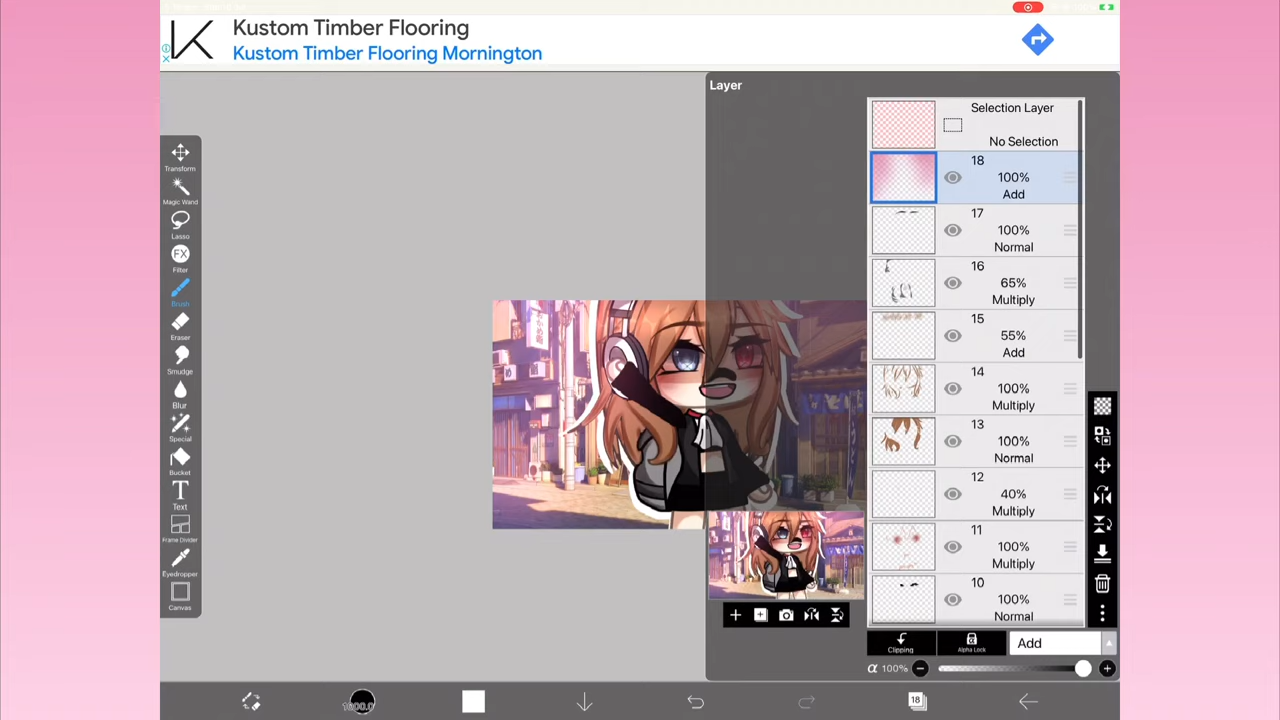 Kustom Timber Flooring
Kustom Timber Flooring Mornington
K
Layer
Selection Layer
No Selection
18
100%
Add
17
100%
Normal
16
65%
Multiply
15
55%
Add
14
100%
Multiply
13
100%
Normal
12
40%
Multiply
11
100%
Multiply
10
100%
Normal
Transform
Magic Wand
Lasso
FX
Filter
Brush
Eraser
Smudge
Blur
Special
Bucket
T
Text
Frame Divider
Eyedropper
Canvas
Clipping
Alpha Lock
Add
α 100%
1000.0
18